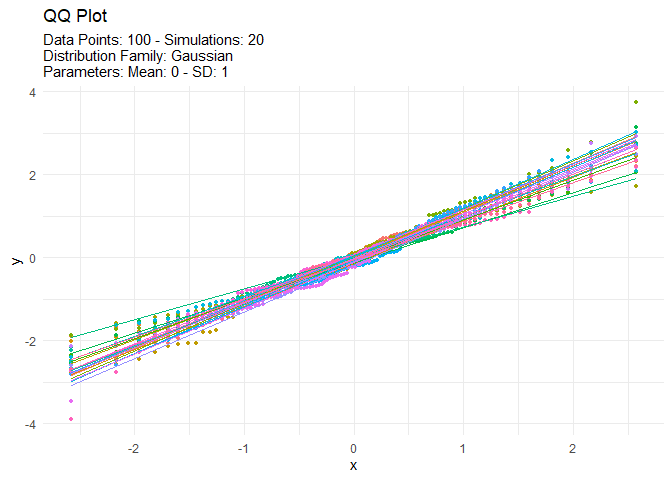 QQ Plot
Data Points: 100 - Simulations: 20
Distribution Family: Gaussian
Parameters: Mean: 0 - SD: 1
4
2
0
-2
-4
y
-2
-1
0
1
2
x